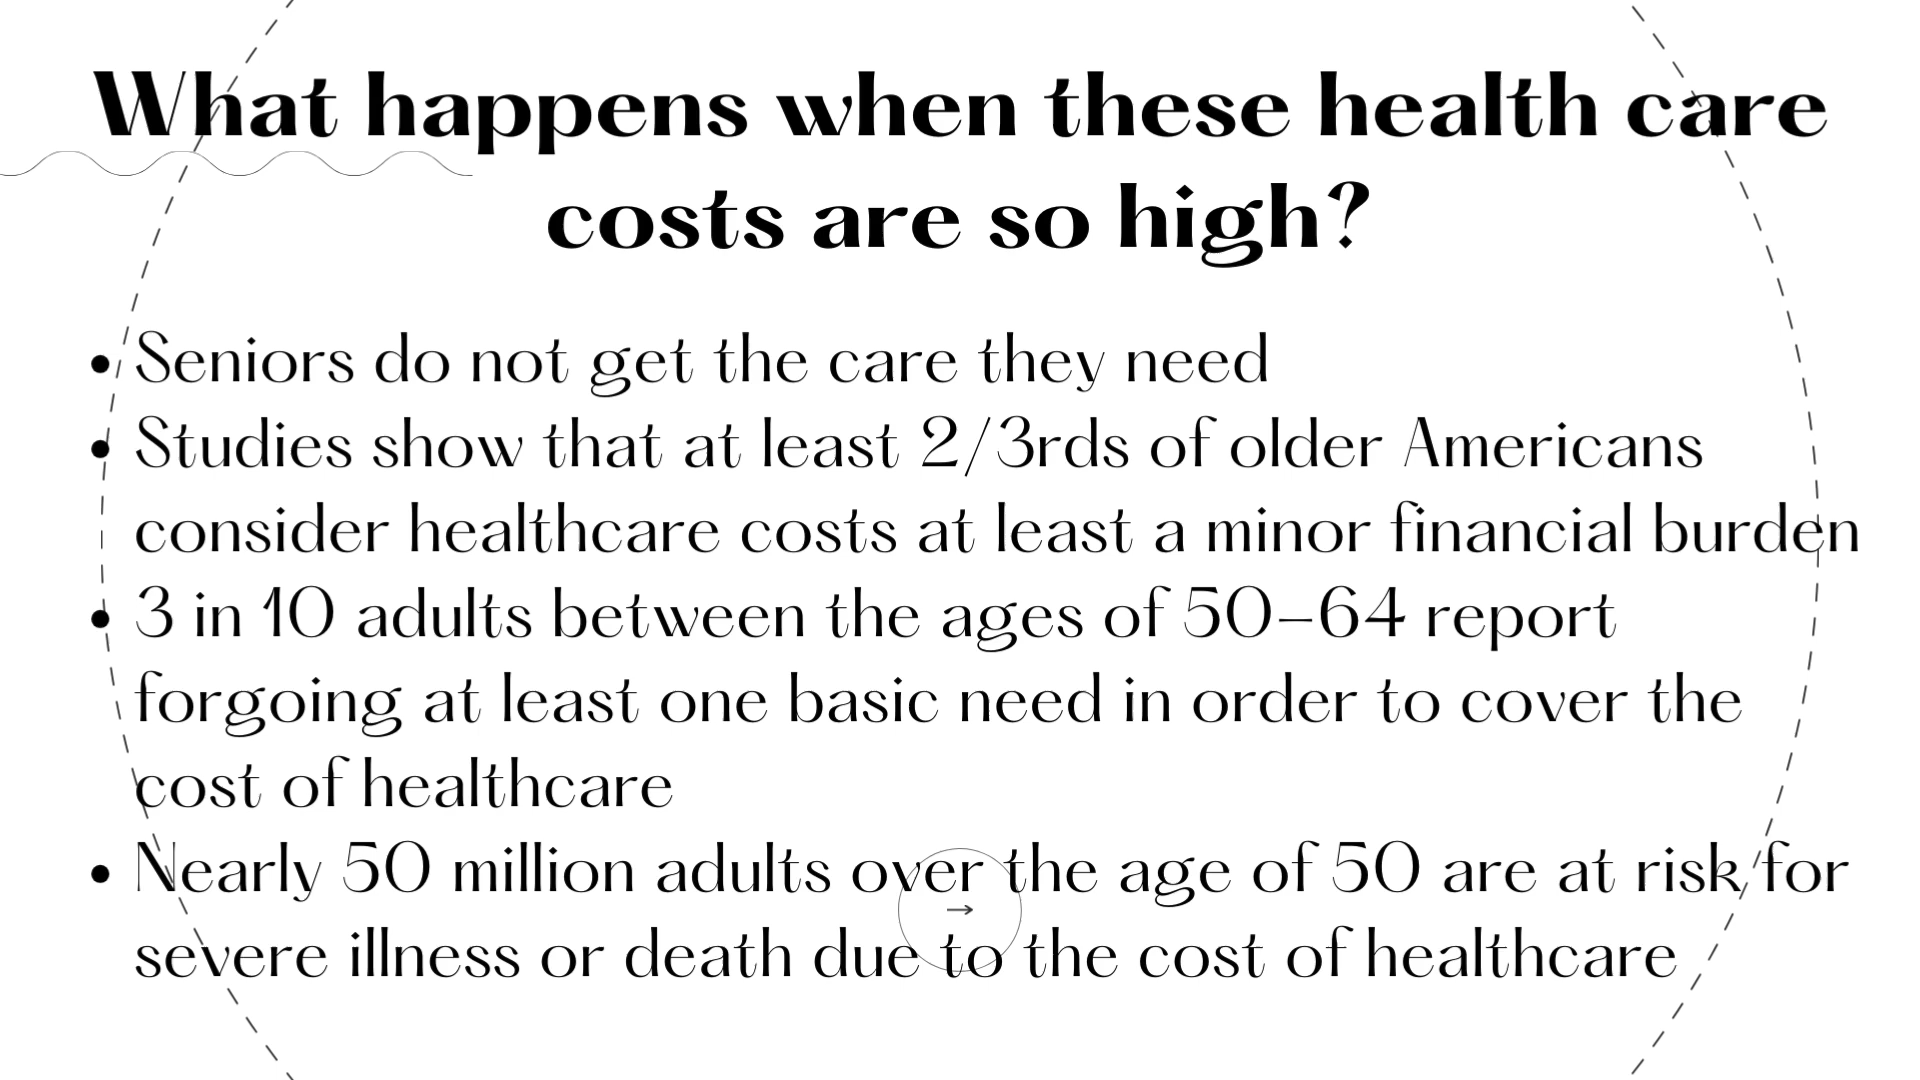 What happens when these health care
costs are so high?
• Seniors do not get the care they need
• Studies show that at least 2/3rds of older Americans
consider healthcare costs at least a minor financial burden
• 3 in 10 adults between the ages of 50-64 report
forgoing at least one basic need in order to cover the
cost of healthcare
• Nearly 50 million adults over the age of 50 are at risk for
severe illness or death due to the cost of healthcare